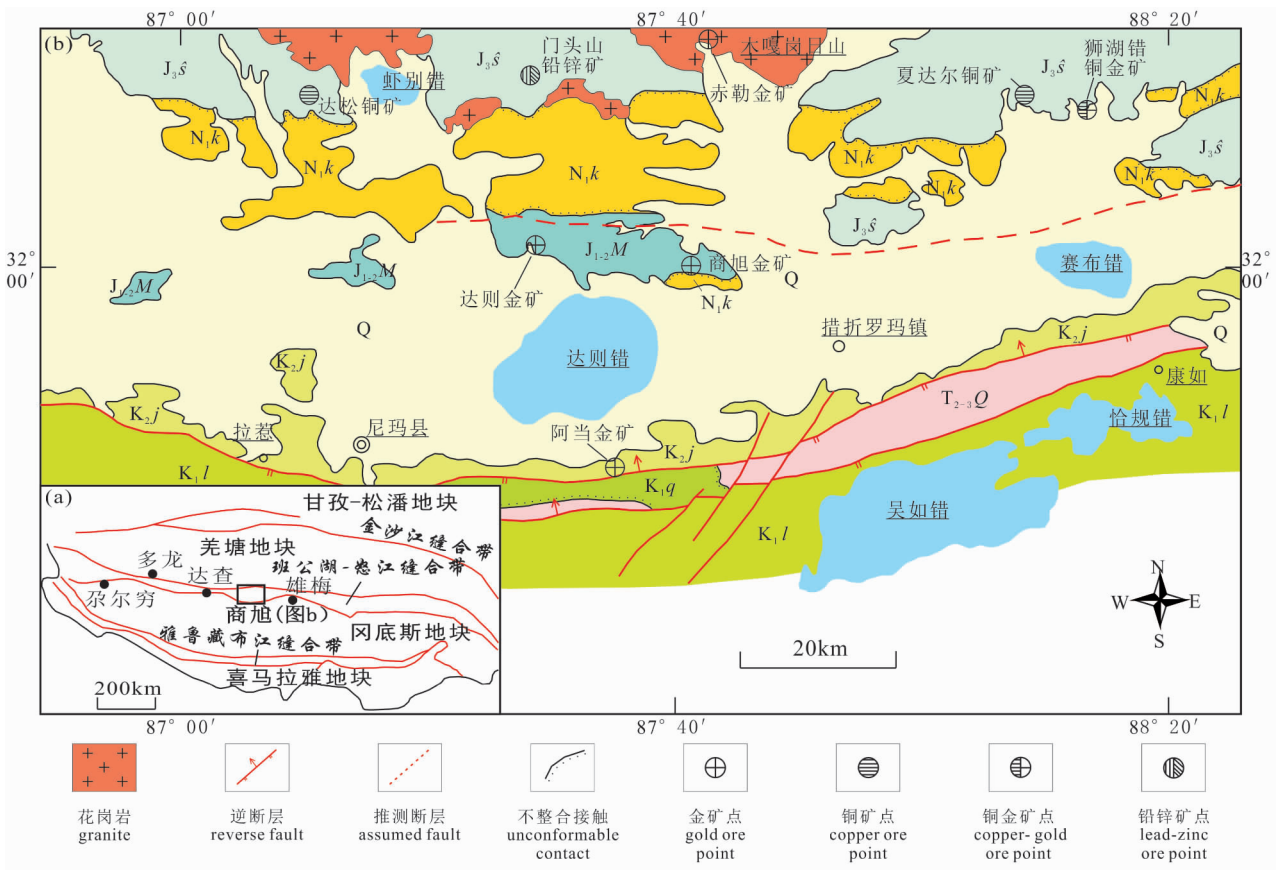 87° 00′
87° 40′
88° 20′
(b)
J₃ŝ
门头山
铅锌矿
J₃ŝ
木嘎岗日山
狮湖错
铜金矿
J₃ŝ
夏达尔铜矿
虾别错
达松铜矿
赤勒金矿
N₁k
N₁k
N₁k
N₁k
J₃ŝ
N₁k
N₁k
N₁k
J₃ŝ
32°
00′
J₁₋₂M
J₁₋₂M
J₁₋₂M
商旭金矿
达则金矿
N₁k
Q
赛布错
32°
00′
Q
达则错
措折罗玛镇
K₂j
Q
K₂j
康如
K₂j
拉惹
尼玛县
阿当金矿
K₂j
T₂₋₃Q
恰规错
K₁l
K₁l
K₁q
吴如错
K₁l
(a)
甘孜-松潘地块
金沙江缝合带
羌塘地块
班公湖-怒江缝合带
多龙
达查
雄梅
尕尔穷
商旭(图b)
冈底斯地块
雅鲁藏布江缝合带
喜马拉雅地块
200km
20km
N
W
E
S
87° 00′
87° 40′
88° 20′
花岗岩
granite
逆断层
reverse fault
推测断层
assumed fault
不整合接触
unconformable
contact
金矿点
gold ore
point
铜矿点
copper ore
point
铜金矿点
copper- gold
ore point
铅锌矿点
lead-zinc
ore point